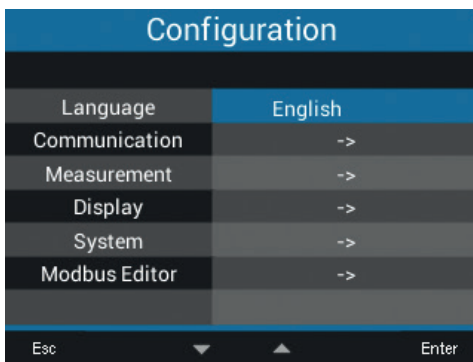 Configuration
Language English
Communication ->
Measurement ->
Display ->
System ->
Modbus Editor ->
Esc Enter